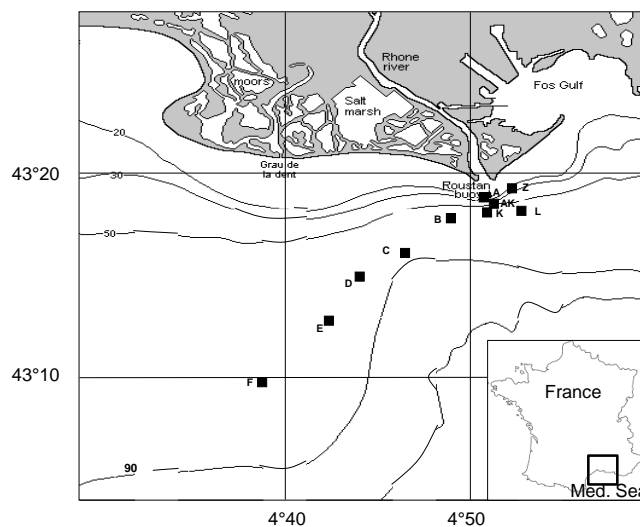 Rhone
river
Fos Gulf
moors
Salt
marsh
20
Grau de
la dent
43°20
30
Roustan
buoy
A
Z
AK
K
L
B
50
C
D
E
43°10
F
France
90
Med. Sea
4°40
4°50